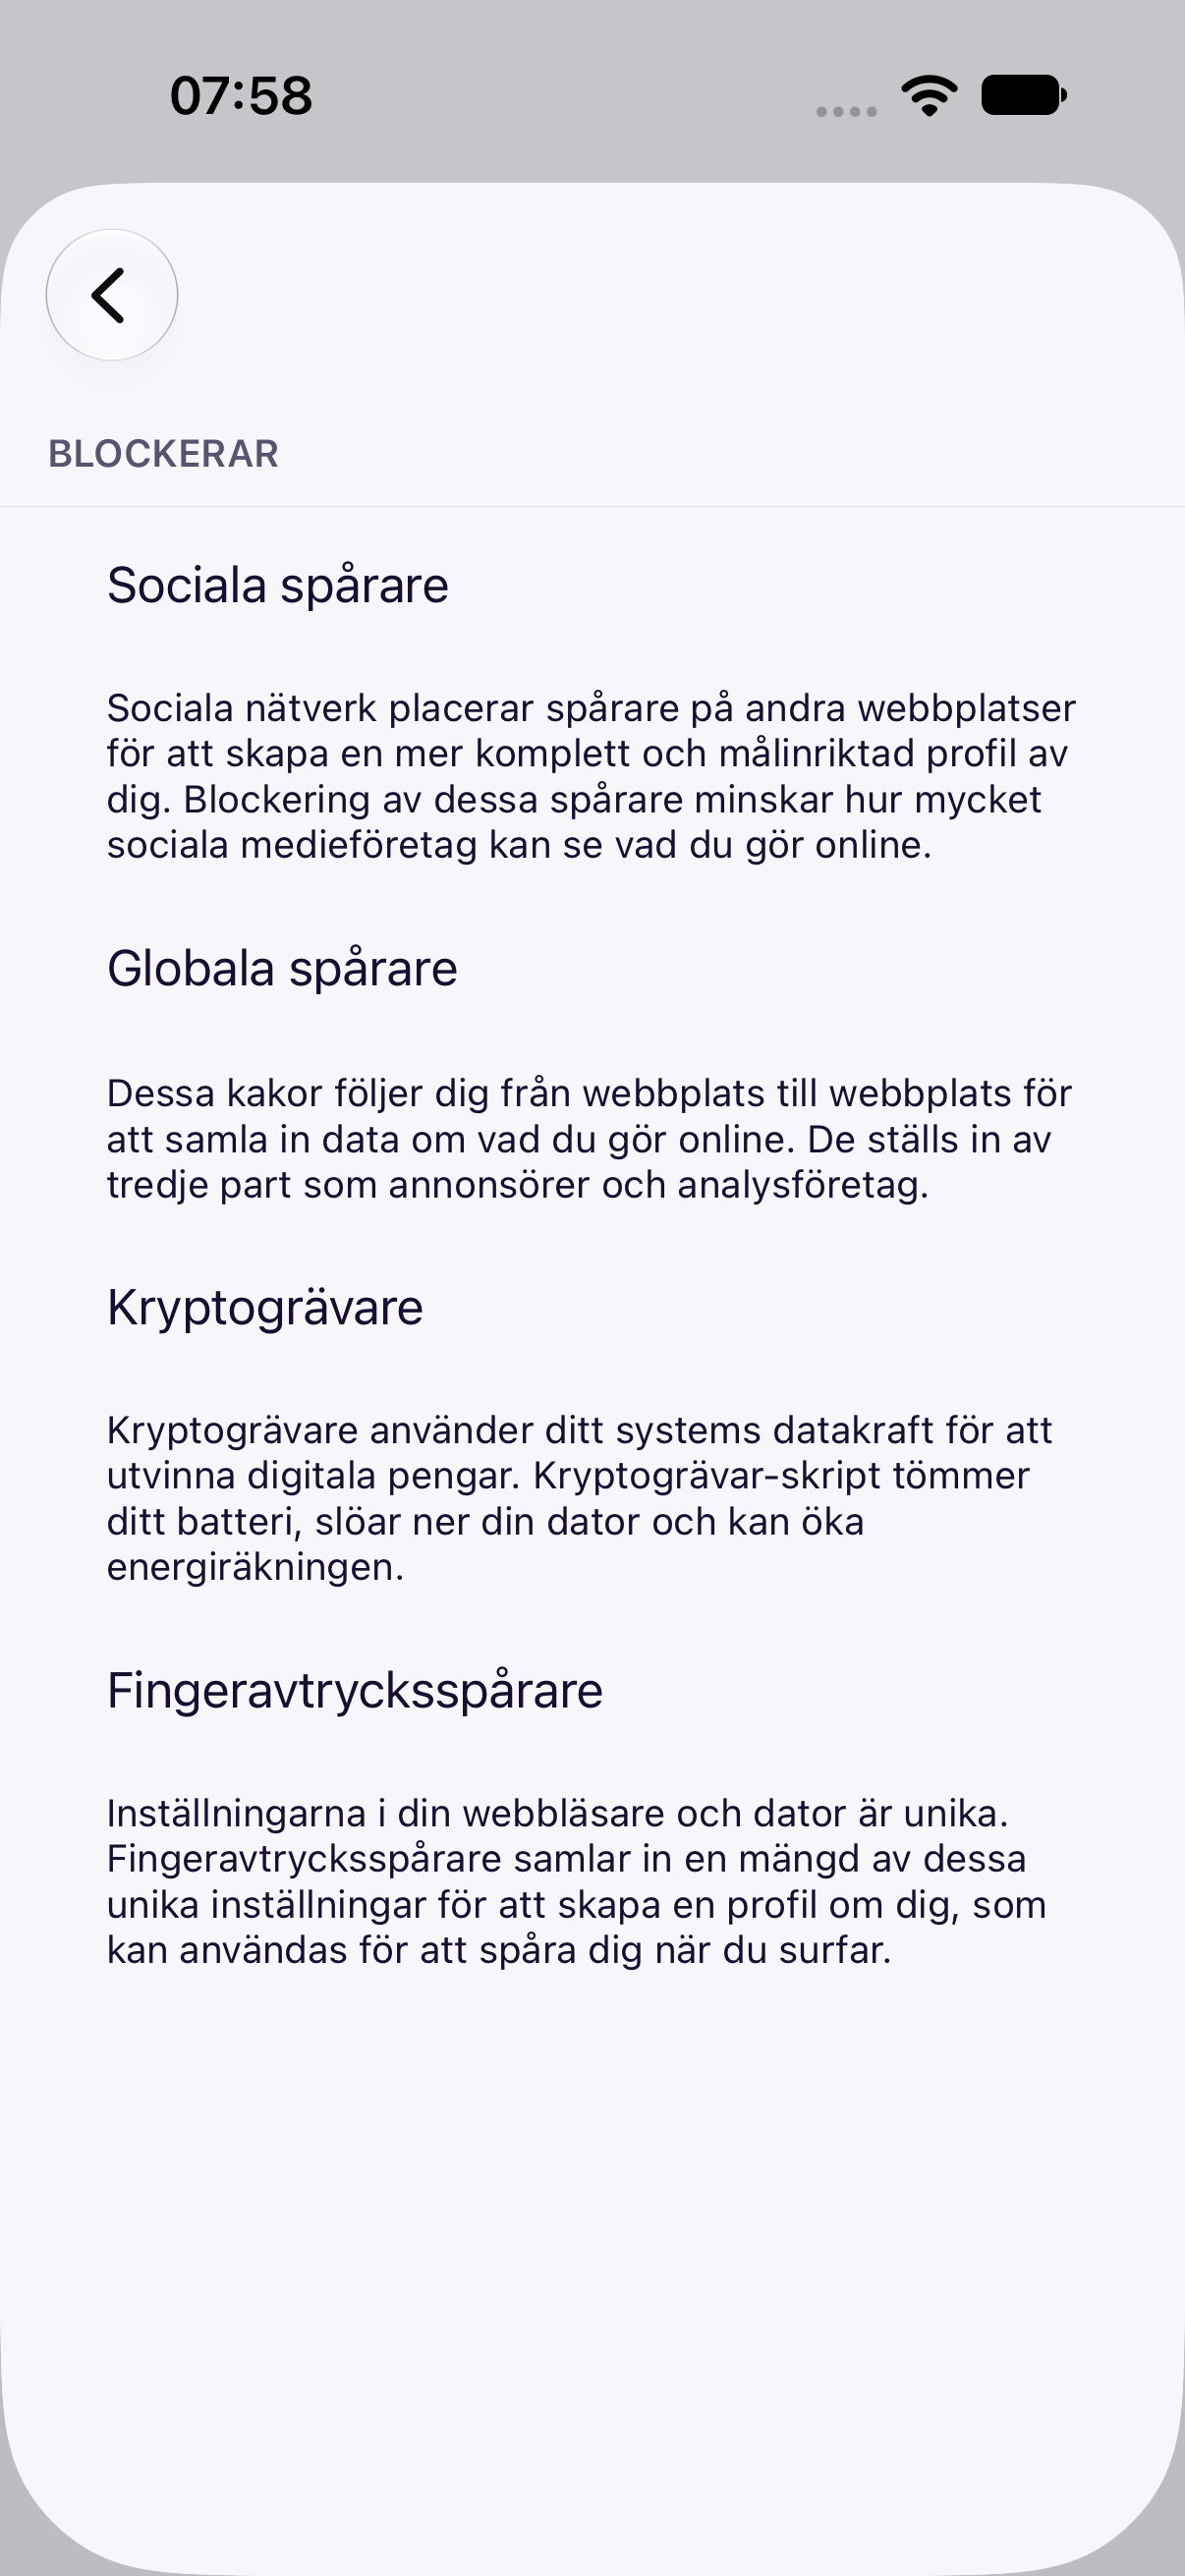 07:58
BLOCKERAR
Sociala spårare
Sociala nätverk placerar spårare på andra webbplatser
för att skapa en mer komplett och målinriktad profil av
dig. Blockering av dessa spårare minskar hur mycket
sociala medieföretag kan se vad du gör online.
Globala spårare
Dessa kakor följer dig från webbplats till webbplats för
att samla in data om vad du gör online. De ställs in av
tredje part som annonsörer och analysföretag.
Kryptogrävare
Kryptogrävare använder ditt systems datakraft för att
utvinna digitala pengar. Kryptogrävar-skript tömmer
ditt batteri, slöar ner din dator och kan öka
energiräkningen.
Fingeravtrycksspårare
Inställningarna i din webbläsare och dator är unika.
Fingeravtrycksspårare samlar in en mängd av dessa
unika inställningar för att skapa en profil om dig, som
kan användas för att spåra dig när du surfar.